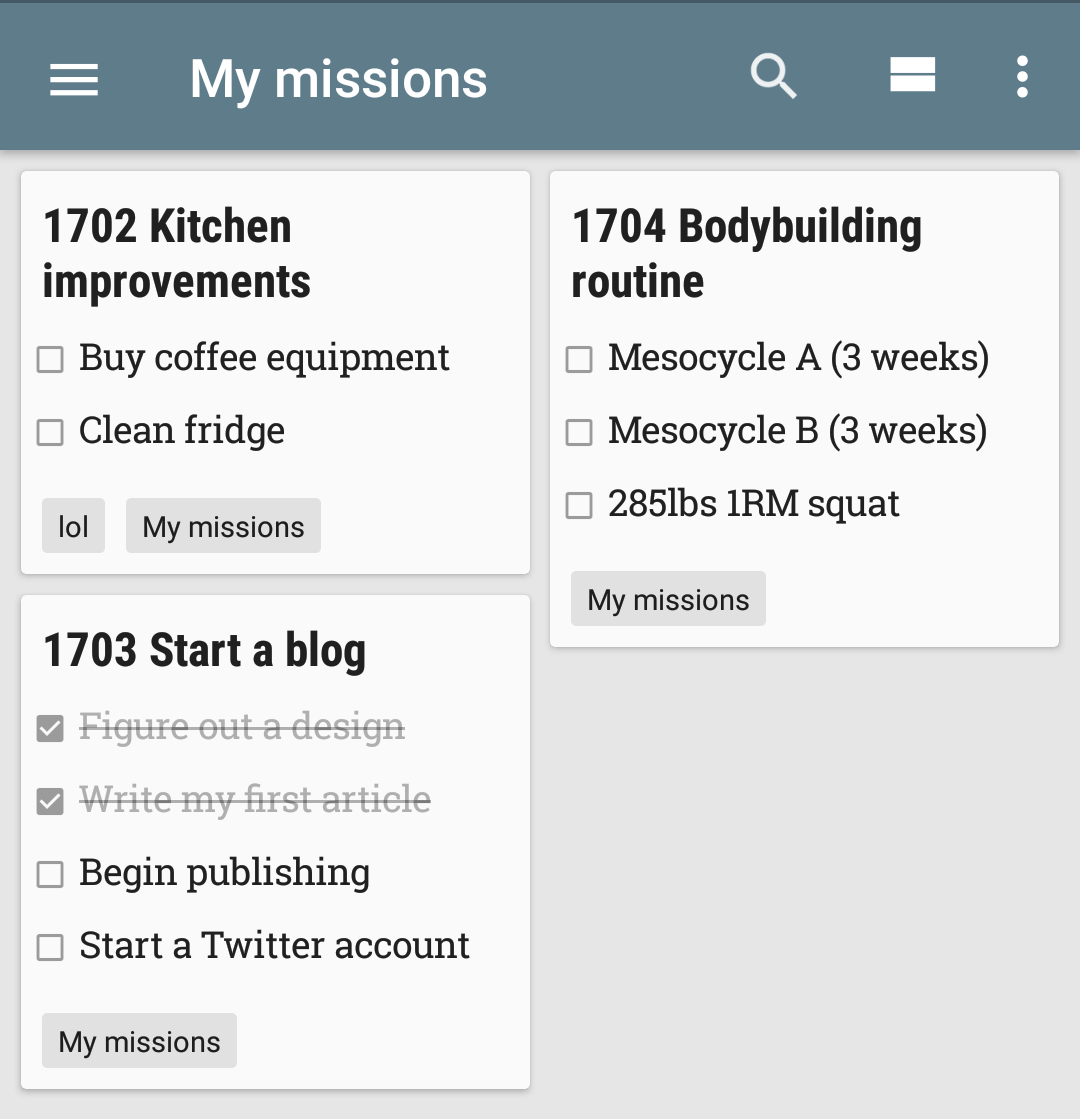 My missions
1702 Kitchen
improvements
Buy coffee equipment
Clean fridge
lol
My missions
1703 Start a blog
Figure out a design
Write my first article
Begin publishing
Start a Twitter account
My missions
1704 Bodybuilding
routine
Mesocycle A (3 weeks)
Mesocycle B (3 weeks)
285lbs 1RM squat
My missions